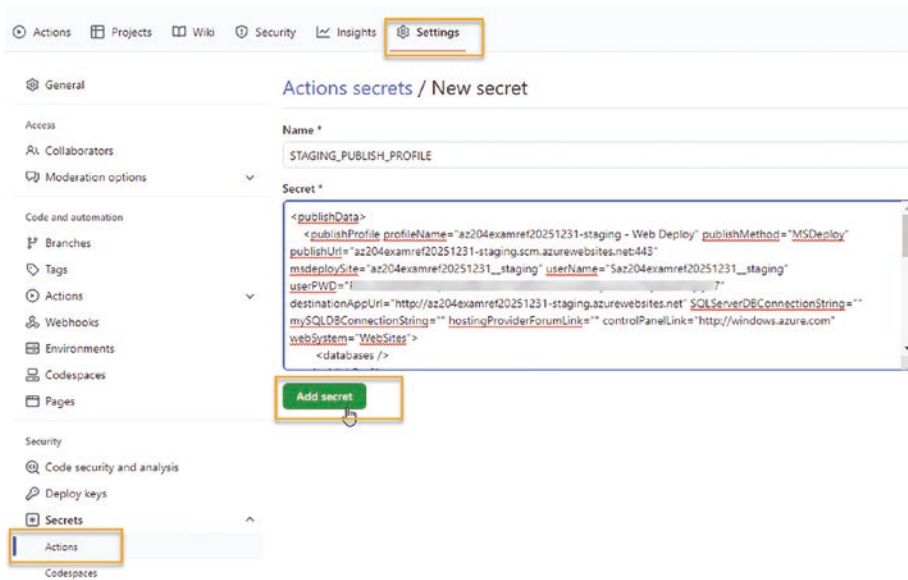 Actions Projects Wiki Security Insights Settings
General
Access
Collaborators
Moderation options
Code and automation
Branches
Tags
Actions
Webhooks
Environments
Codespaces
Pages
Security
Code security and analysis
Deploy keys
Secrets
Actions
Codespaces
Actions secrets / New secret
Name *
STAGING_PUBLISH_PROFILE
Secret *
<publishData>
<publishProfile profileName="az204examref20251231-staging - Web Deploy" publishMethod="MSDeploy"
publishUrl="az204examref20251231-staging.scm.azurewebsites.net:443"
msdeploySite="az204examref20251231__staging" userName="$az204examref20251231__staging"
userPWD="
destinationAppUrl="http://az204examref20251231-staging.azurewebsites.net" SQLServerDBConnectionString=""
mySQLDBConnectionString="" hostingProviderForumLink="" controlPanelLink="http://windows.azure.com"
webSystem="WebSites">
<databases />
Add secret